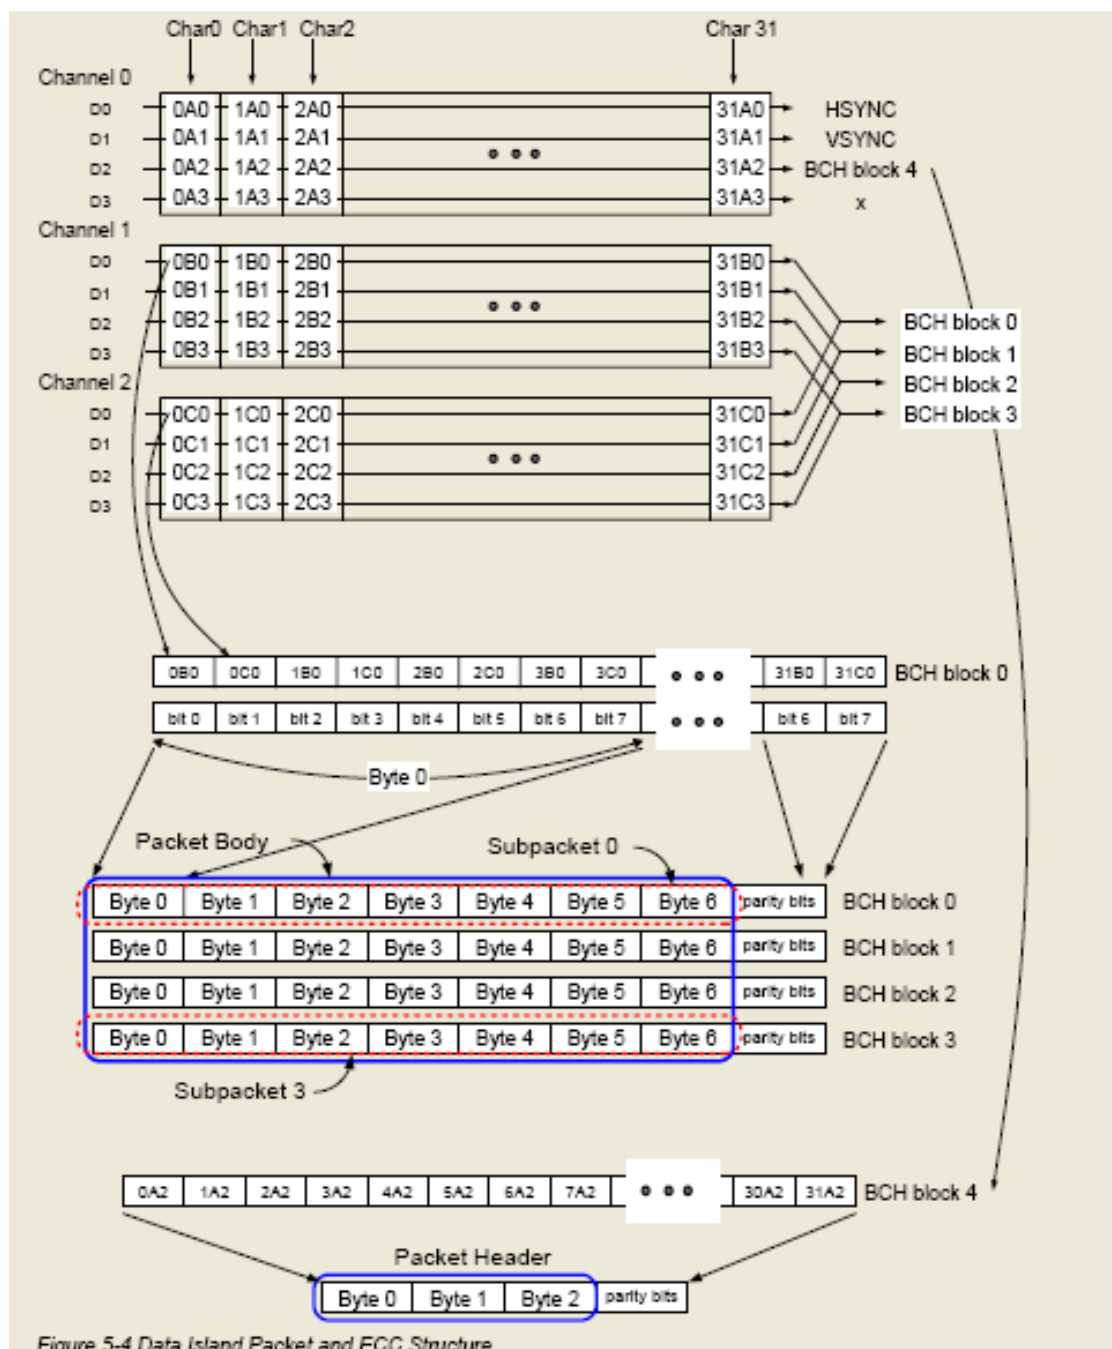 Char0 Char1 Char2 Char 31
Channel 0
D0 0A0 1A0 2A0 31A0 HSYNC
D1 0A1 1A1 2A1 31A1 VSYNC
D2 0A2 1A2 2A2 31A2 BCH block 4
D3 0A3 1A3 2A3 31A3 x
Channel 1
D0 0B0 1B0 2B0 31B0
D1 0B1 1B1 2B1 31B1
D2 0B2 1B2 2B2 31B2
D3 0B3 1B3 2B3 31B3
BCH block 0
BCH block 1
BCH block 2
BCH block 3
Channel 2
D0 0C0 1C0 2C0 31C0
D1 0C1 1C1 2C1 31C1
D2 0C2 1C2 2C2 31C2
D3 0C3 1C3 2C3 31C3
0B0 0C0 1B0 1C0 2B0 2C0 3B0 3C0 31B0 31C0 BCH block 0
bit 0 bit 1 bit 2 bit 3 bit 4 bit 5 bit 6 bit 7 bit 6 bit 7
Byte 0
Packet Body Subpacket 0
Byte 0 Byte 1 Byte 2 Byte 3 Byte 4 Byte 5 Byte 6 parity bits BCH block 0
Byte 0 Byte 1 Byte 2 Byte 3 Byte 4 Byte 5 Byte 6 parity bits BCH block 1
Byte 0 Byte 1 Byte 2 Byte 3 Byte 4 Byte 5 Byte 6 parity bits BCH block 2
Byte 0 Byte 1 Byte 2 Byte 3 Byte 4 Byte 5 Byte 6 parity bits BCH block 3
Subpacket 3
0A2 1A2 2A2 3A2 4A2 5A2 6A2 7A2 30A2 31A2 BCH block 4
Packet Header
Byte 0 Byte 1 Byte 2 parity bits
Figure 5-4 Data Island Packet and ECC Structure